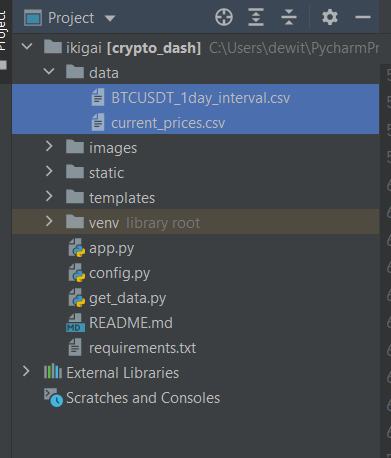 Project
Project
ikigai [crypto_dash] C:\Users\dewit\PycharmPr
data
BTCUSDT_1day_interval.csv
current_prices.csv
images
static
templates
venv library root
app.py
config.py
get_data.py
MD README.md
requirements.txt
External Libraries
Scratches and Consoles